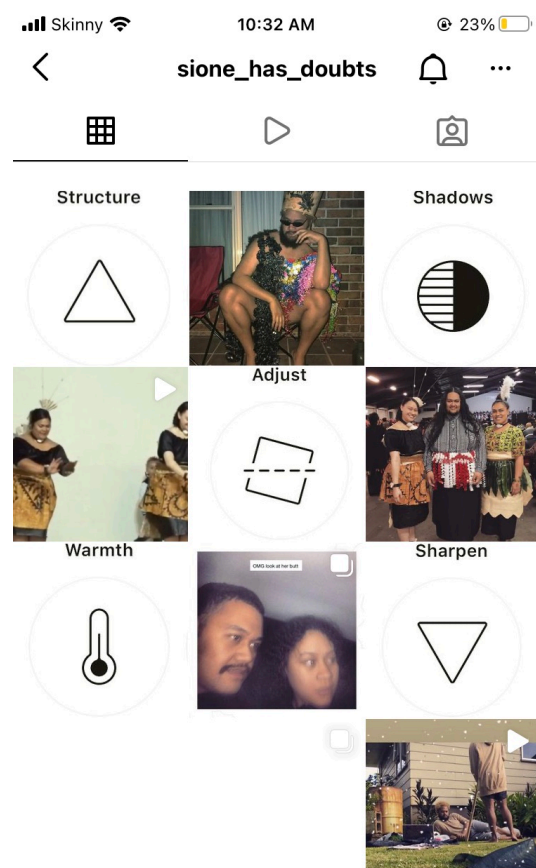 Skinny
10:32 AM
23%
sione_has_doubts
Structure
Shadows
Adjust
Warmth
OMG look at her butt
Sharpen